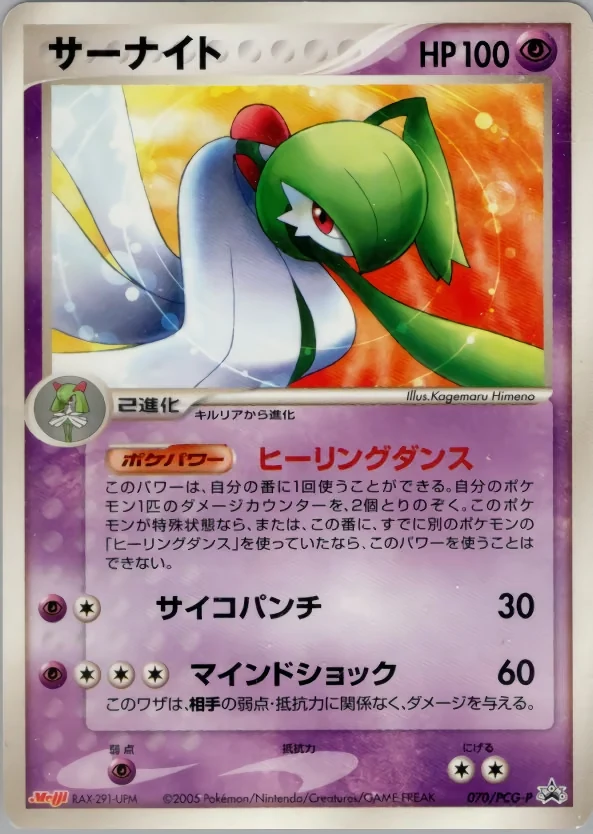 サーナイト HP100
Illus.Kagemaru Himeno
2進化 キルリアから進化
ポケパワー ヒーリングダンス
このパワーは、自分の番に1回使うことができる。自分のポケ
モン1匹のダメージカウンターを、2個とりのぞく。このポケ
モンが特殊状態なら、または、この番に、すでに別のポケモンの
「ヒーリングダンス」を使っていたなら、このパワーを使うことは
できない。
サイコパンチ 30
マインドショック 60
このワザは、相手の弱点・抵抗力に関係なく、ダメージを与える。
弱点 抵抗力 にげる
Meiji RAX-291-UPM ©2005 Pokémon/Nintendo/Creatures/GAME FREAK 070/PCG-P